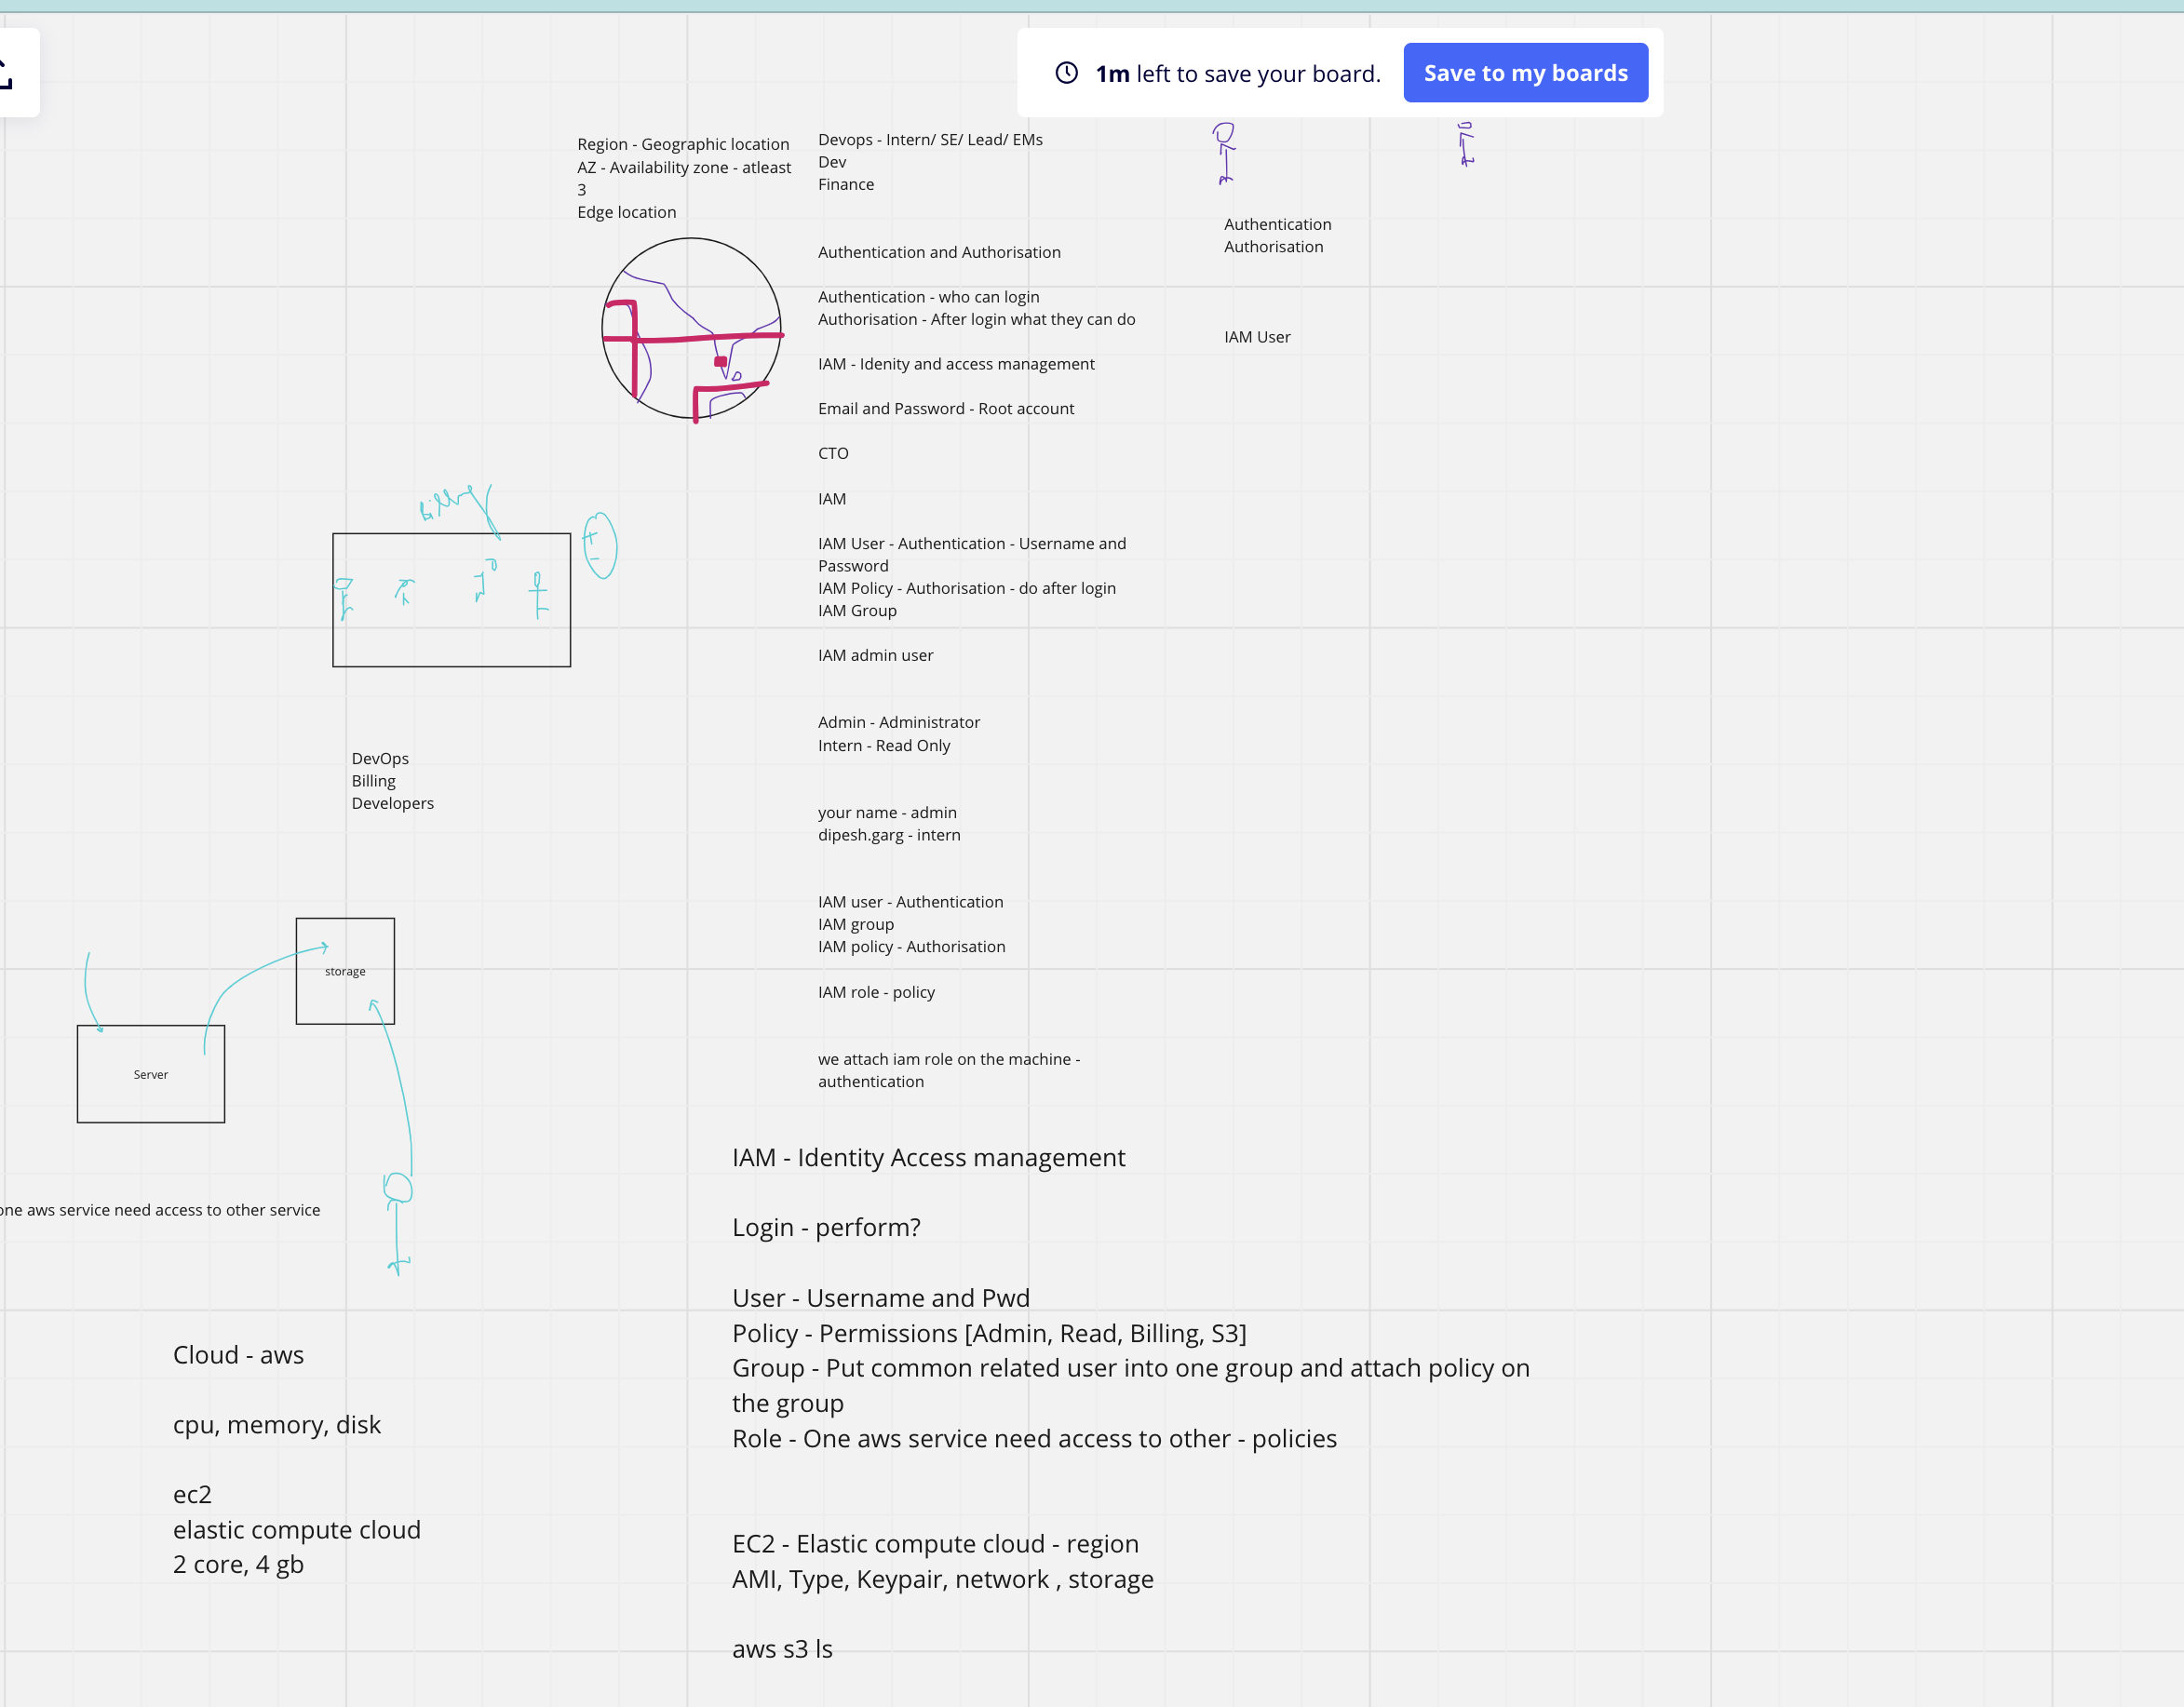 1m left to save your board.
Save to my boards
Region - Geographic location
AZ - Availability zone - atleast
3
Edge location
Devops - Intern/ SE/ Lead/ EMs
Dev
Finance
Authentication and Authorisation
Authentication - who can login
Authorisation - After login what they can do
IAM - Idenity and access management
Email and Password - Root account
CTO
IAM
IAM User - Authentication - Username and
Password
IAM Policy - Authorisation - do after login
IAM Group
IAM admin user
Admin - Administrator
Intern - Read Only
your name - admin
dipesh.garg - intern
IAM user - Authentication
IAM group
IAM policy - Authorisation
IAM role - policy
we attach iam role on the machine -
authentication
Authentication
Authorisation
IAM User
billing
DevOps
Billing
Developers
storage
Server
one aws service need access to other service
Cloud - aws
cpu, memory, disk
ec2
elastic compute cloud
2 core, 4 gb
IAM - Identity Access management
Login - perform?
User - Username and Pwd
Policy - Permissions [Admin, Read, Billing, S3]
Group - Put common related user into one group and attach policy on
the group
Role - One aws service need access to other - policies
EC2 - Elastic compute cloud - region
AMI, Type, Keypair, network , storage
aws s3 ls